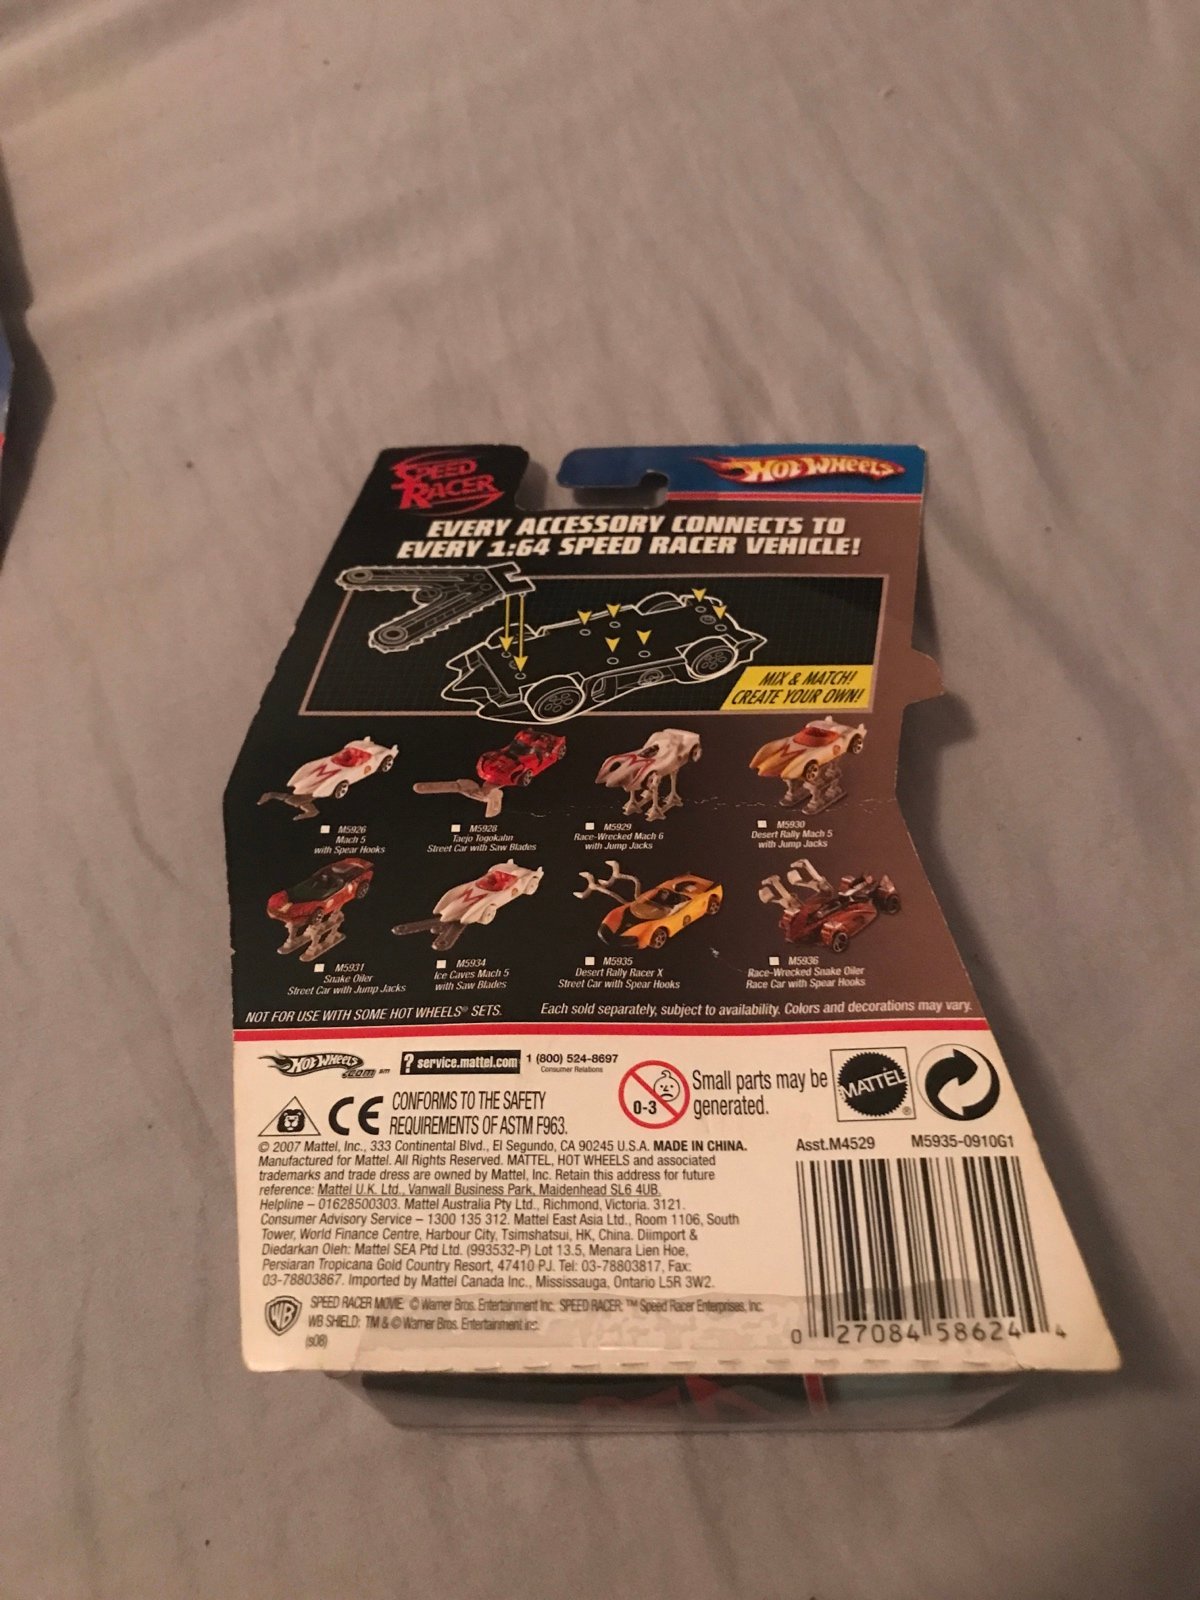 SPEED RACER
HOT WHEELS
EVERY ACCESSORY CONNECTS TO
EVERY 1:64 SPEED RACER VEHICLE!
MIX & MATCH!
CREATE YOUR OWN!
M5926
Mach 5
with Spear Hooks
M5928
Taejo Togokahn
Street Car with Saw Blades
M5929
Race-Wrecked Mach 6
with Jump Jacks
M5930
Desert Rally Mach 5
with Jump Jacks
M5931
Snake Oiler
Street Car with Jump Jacks
M5934
Ice Caves Mach 5
with Saw Blades
M5935
Desert Rally Racer X
Street Car with Spear Hooks
M5936
Race-Wrecked Snake Oiler
Race Car with Spear Hooks
NOT FOR USE WITH SOME HOT WHEELS® SETS.
Each sold separately, subject to availability. Colors and decorations may vary.
HOT WHEELS .com SM
? service.mattel.com
1 (800) 524-8697
Consumer Relations
CE
CONFORMS TO THE SAFETY
REQUIREMENTS OF ASTM F963.
0-3
Small parts may be
generated.
MATTEL ®
© 2007 Mattel, Inc., 333 Continental Blvd., El Segundo, CA 90245 U.S.A. MADE IN CHINA.
Manufactured for Mattel. All Rights Reserved. MATTEL, HOT WHEELS and associated
trademarks and trade dress are owned by Mattel, Inc. Retain this address for future
reference: Mattel U.K. Ltd., Vanwall Business Park, Maidenhead SL6 4UB.
Helpline – 01628500303. Mattel Australia Pty Ltd., Richmond, Victoria. 3121.
Consumer Advisory Service – 1300 135 312. Mattel East Asia Ltd., Room 1106, South
Tower, World Finance Centre, Harbour City, Tsimshatsui, HK, China. Diimport &
Diedarkan Oleh: Mattel SEA Ptd Ltd. (993532-P) Lot 13.5, Menara Lien Hoe,
Persiaran Tropicana Gold Country Resort, 47410 PJ. Tel: 03-78803817, Fax:
03-78803867. Imported by Mattel Canada Inc., Mississauga, Ontario L5R 3W2.
WB
SPEED RACER MOVIE: © Warner Bros. Entertainment Inc. SPEED RACER: ™ Speed Racer Enterprises, Inc.
WB SHIELD: TM & © Warner Bros. Entertainment Inc.
(s08)
Asst.M4529 M5935-0910G1
0 27084 58624 4